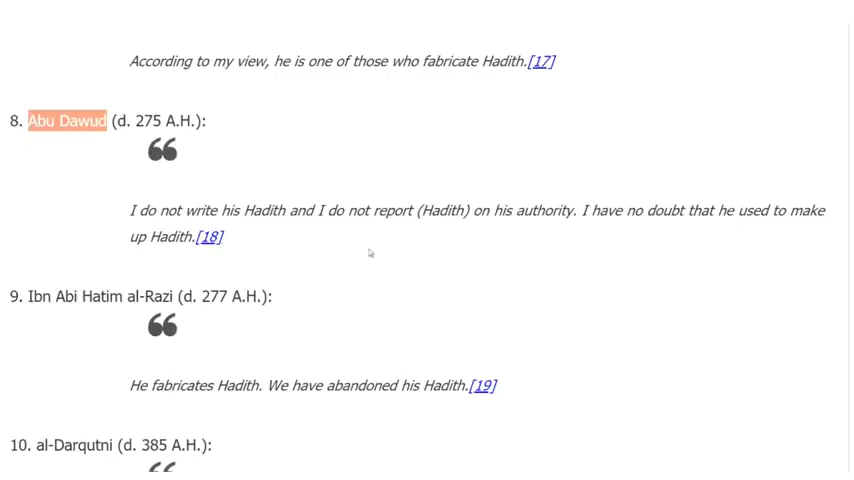 According to my view, he is one of those who fabricate Hadith.[17]
8. Abu Dawud (d. 275 A.H.):
❝
I do not write his Hadith and I do not report (Hadith) on his authority. I have no doubt that he used to make
up Hadith.[18]
9. Ibn Abi Hatim al-Razi (d. 277 A.H.):
❝
He fabricates Hadith. We have abandoned his Hadith.[19]
10. al-Darqutni (d. 385 A.H.):
❝